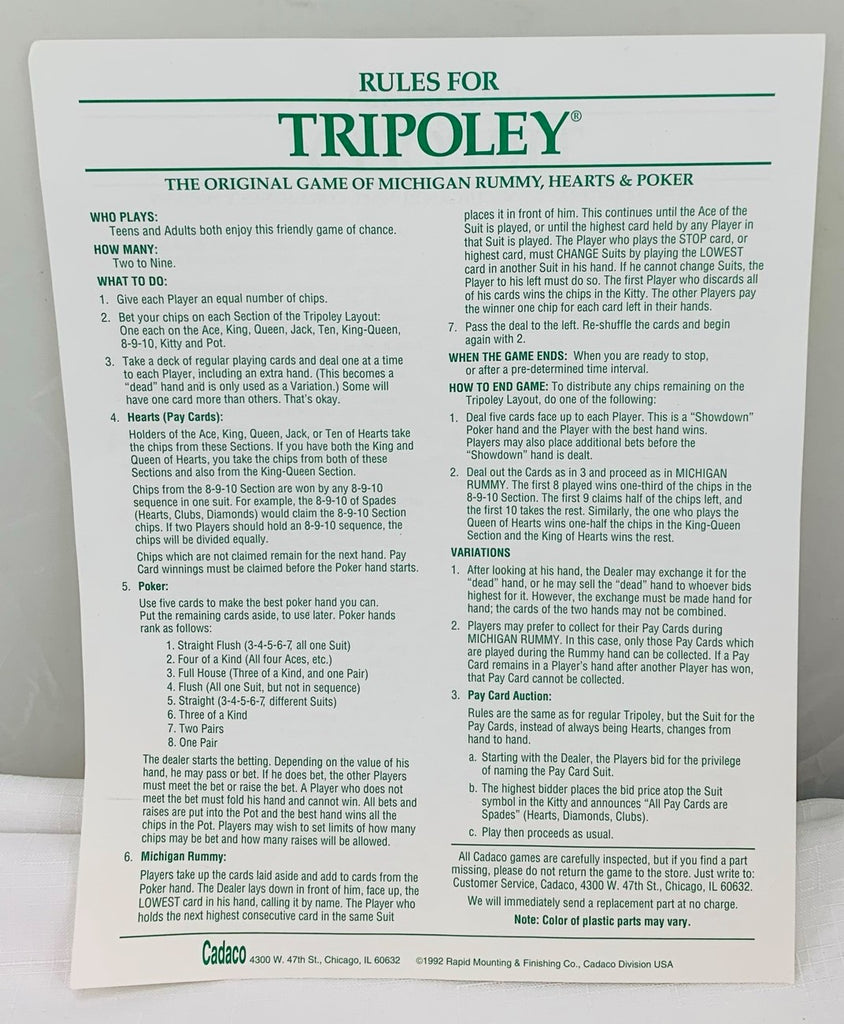 RULES FOR
TRIPOLEY®
THE ORIGINAL GAME OF MICHIGAN RUMMY, HEARTS & POKER
WHO PLAYS:
Teens and Adults both enjoy this friendly game of chance.
HOW MANY:
Two to Nine.
WHAT TO DO:
1. Give each Player an equal number of chips.
2. Bet your chips on each Section of the Tripoley Layout:
One each on the Ace, King, Queen, Jack, Ten, King-Queen,
8-9-10, Kitty and Pot.
3. Take a deck of regular playing cards and deal one at a time
to each Player, including an extra hand. (This becomes a
"dead" hand and is only used as a Variation.) Some will
have one card more than others. That's okay.
4. Hearts (Pay Cards):
Holders of the Ace, King, Queen, Jack, or Ten of Hearts take
the chips from these Sections. If you have both the King and
Queen of Hearts, you take the chips from both of these
Sections and also from the King-Queen Section.
Chips from the 8-9-10 Section are won by any 8-9-10
sequence in one suit. For example, the 8-9-10 of Spades
(Hearts, Clubs, Diamonds) would claim the 8-9-10 Section
chips. If two Players should hold an 8-9-10 sequence, the
chips will be divided equally.
Chips which are not claimed remain for the next hand. Pay
Card winnings must be claimed before the Poker hand starts.
5. Poker:
Use five cards to make the best poker hand you can.
Put the remaining cards aside, to use later. Poker hands
rank as follows:
1. Straight Flush (3-4-5-6-7, all one Suit)
2. Four of a Kind (All four Aces, etc.)
3. Full House (Three of a Kind, and one Pair)
4. Flush (All one Suit, but not in sequence)
5. Straight (3-4-5-6-7, different Suits)
6. Three of a Kind
7. Two Pairs
8. One Pair
The dealer starts the betting. Depending on the value of his
hand, he may pass or bet. If he does bet, the other Players
must meet the bet or raise the bet. A Player who does not
meet the bet must fold his hand and cannot win. All bets and
raises are put into the Pot and the best hand wins all the
chips in the Pot. Players may wish to set limits of how many
chips may be bet and how many raises will be allowed.
6. Michigan Rummy:
Players take up the cards laid aside and add to cards from the
Poker hand. The Dealer lays down in front of him, face up, the
LOWEST card in his hand, calling it by name. The Player who
holds the next highest consecutive card in the same Suit
places it in front of him. This continues until the Ace of the
Suit is played, or until the highest card held by any Player in
that Suit is played. The Player who plays the STOP card, or
highest card, must CHANGE Suits by playing the LOWEST
card in another Suit in his hand. If he cannot change Suits, the
Player to his left must do so. The first Player who discards all
of his cards wins the chips in the Kitty. The other Players pay
the winner one chip for each card left in their hands.
7. Pass the deal to the left. Re-shuffle the cards and begin
again with 2.
WHEN THE GAME ENDS: When you are ready to stop,
or after a pre-determined time interval.
HOW TO END GAME: To distribute any chips remaining on the
Tripoley Layout, do one of the following:
1. Deal five cards face up to each Player. This is a "Showdown"
Poker hand and the Player with the best hand wins.
Players may also place additional bets before the
"Showdown" hand is dealt.
2. Deal out the Cards as in 3 and proceed as in MICHIGAN
RUMMY. The first 8 played wins one-third of the chips in the
8-9-10 Section. The first 9 claims half of the chips left, and
the first 10 takes the rest. Similarly, the one who plays the
Queen of Hearts wins one-half the chips in the King-Queen
Section and the King of Hearts wins the rest.
VARIATIONS
1. After looking at his hand, the Dealer may exchange it for the
"dead" hand, or he may sell the "dead" hand to whoever bids
highest for it. However, the exchange must be made hand for
hand; the cards of the two hands may not be combined.
2. Players may prefer to collect for their Pay Cards during
MICHIGAN RUMMY. In this case, only those Pay Cards which
are played during the Rummy hand can be collected. If a Pay
Card remains in a Player's hand after another Player has won,
that Pay Card cannot be collected.
3. Pay Card Auction:
Rules are the same as for regular Tripoley, but the Suit for the
Pay Cards, instead of always being Hearts, changes from
hand to hand.
a. Starting with the Dealer, the Players bid for the privilege
of naming the Pay Card Suit.
b. The highest bidder places the bid price atop the Suit
symbol in the Kitty and announces "All Pay Cards are
Spades" (Hearts, Diamonds, Clubs).
c. Play then proceeds as usual.
All Cadaco games are carefully inspected, but if you find a part
missing, please do not return the game to the store. Just write to:
Customer Service, Cadaco, 4300 W. 47th St., Chicago, IL 60632.
We will immediately send a replacement part at no charge.
Note: Color of plastic parts may vary.
Cadaco 4300 W. 47th St., Chicago, IL 60632 ©1992 Rapid Mounting & Finishing Co., Cadaco Division USA